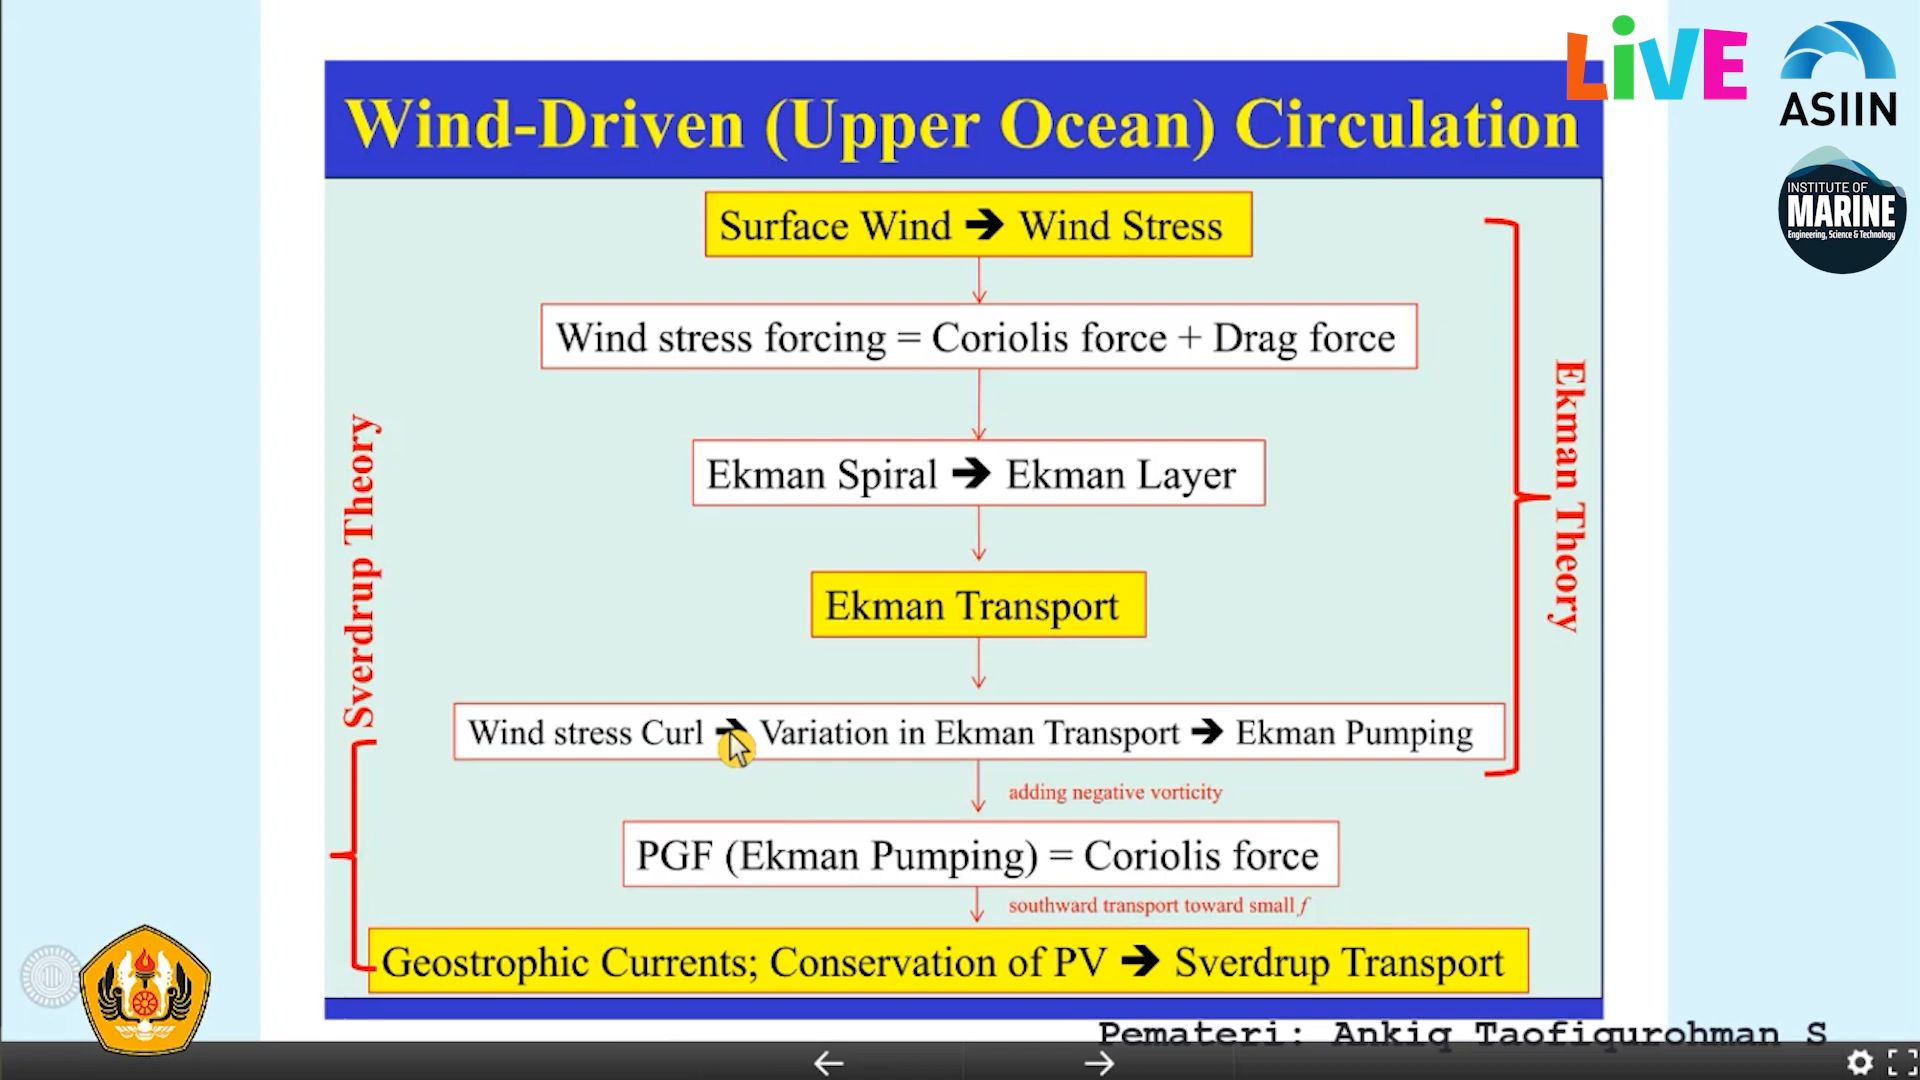 LiVE
ASIIN
INSTITUTE OF
MARINE
Engineering, Science & Technology
Wind-Driven (Upper Ocean) Circulation
Surface Wind ➔ Wind Stress
Wind stress forcing = Coriolis force + Drag force
Ekman Spiral ➔ Ekman Layer
Ekman Transport
Wind stress Curl ➔ Variation in Ekman Transport ➔ Ekman Pumping
adding negative vorticity
PGF (Ekman Pumping) = Coriolis force
southward transport toward small f
Geostrophic Currents; Conservation of PV ➔ Sverdrup Transport
Sverdrup Theory
Ekman Theory
Pemateri: Ankiq Taofiqurohman S